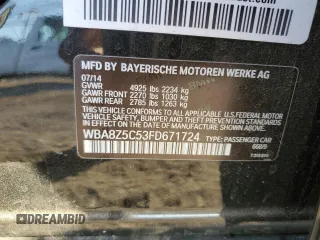 MFD BY BAYERISCHE MOTOREN WERKE AG
07/14
GVWR 4925 lbs 2234 kg
GAWR FRONT 2270 lbs 1030 kg
GAWR REAR 2785 lbs 1263 kg
THIS VEHICLE CONFORMS TO ALL APPLICABLE U.S. FEDERAL MOTOR
VEHICLE SAFETY, BUMPER AND THEFT PREVENTION STANDARDS
IN EFFECT ON THE DATE OF MANUFACTURE SHOWN ABOVE.
WBA8Z5C53FD671724 TYPE: PASSENGER CAR
DREAMBID